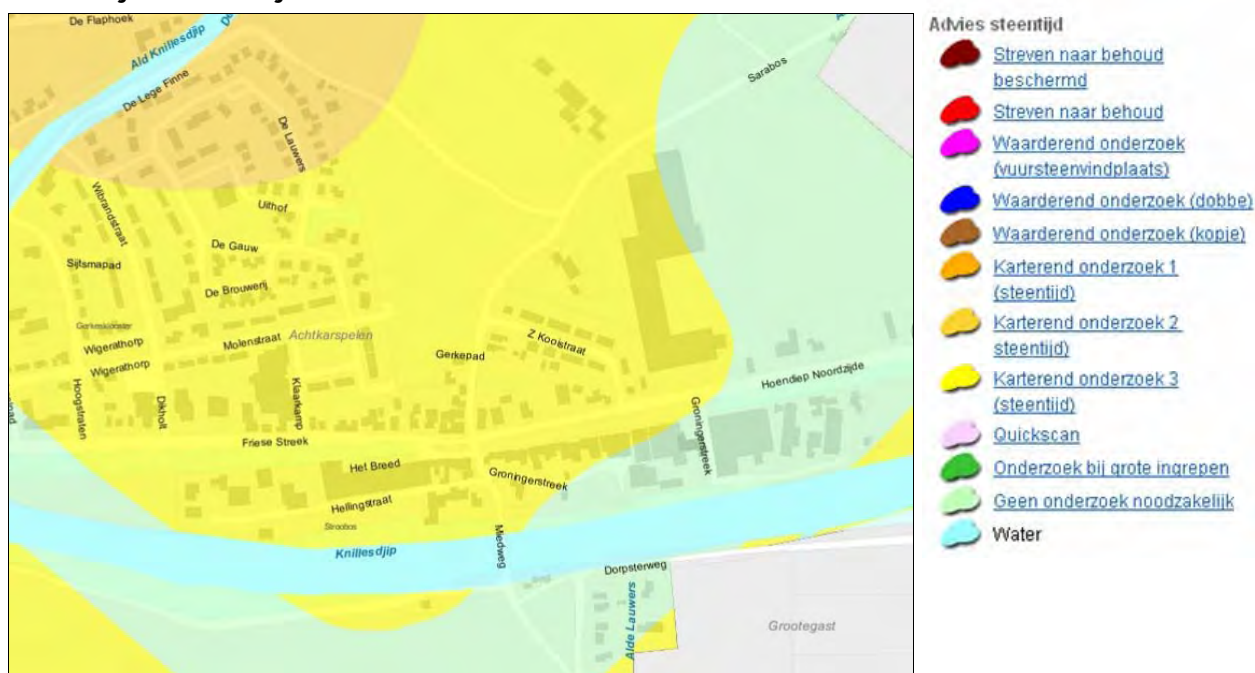 De Flaphoek
Ald Knillesdjip
De Lege Finne
De Lauwers
Sarabos
Wibrandstraat
Uithof
De Gauw
Sijtsmapad
De Brouwerij
Gerkesklooster
Wigerathorp
Molenstraat
Achtkarspelen
Wigerathorp
Gerkepad
Z Kooistraat
Hoogstraten
Dikholt
Klaarkamp
Hoendiep Noordzijde
Groningerstreek
Friese Streek
Het Breed
Groningerstreek
Hellingstraat
Stroobos
Knillesdjip
Miedweg
Dorpsterweg
Alde Lauwers
Grootegast
Advies steentijd
Streven naar behoud
beschermd
Streven naar behoud
Waarderend onderzoek
(vuursteenvindplaats)
Waarderend onderzoek (dobbe)
Waarderend onderzoek (kopje)
Karterend onderzoek 1
(steentijd)
Karterend onderzoek 2
steentijd)
Karterend onderzoek 3
(steentijd)
Quickscan
Onderzoek bij grote ingrepen
Geen onderzoek noodzakelijk
Water